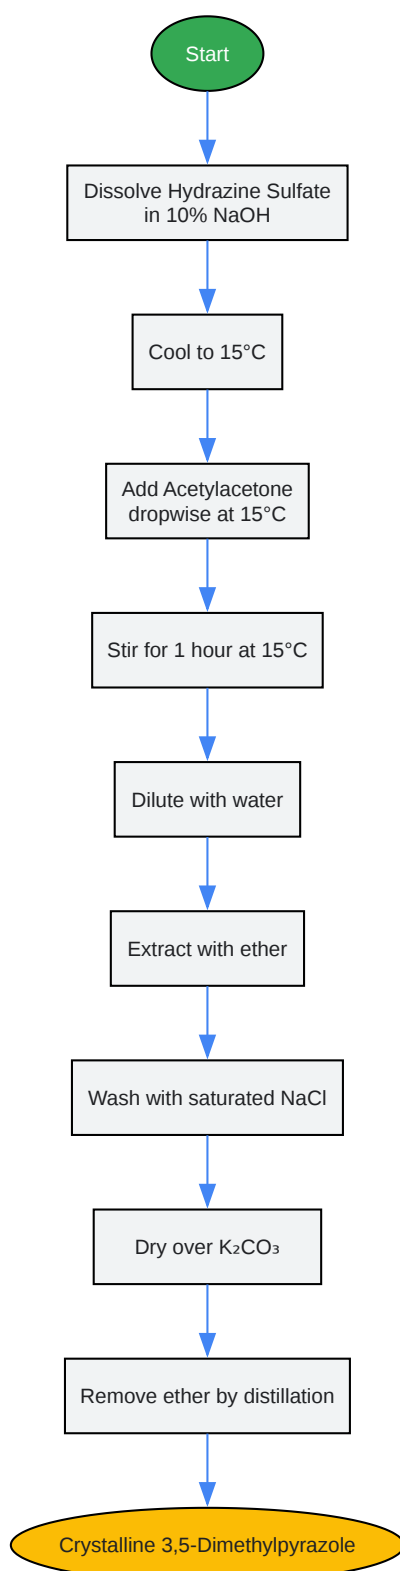 Start
Dissolve Hydrazine Sulfate
in 10% NaOH
Cool to 15°C
Add Acetylacetone
dropwise at 15°C
Stir for 1 hour at 15°C
Dilute with water
Extract with ether
Wash with saturated NaCl
Dry over K₂CO₃
Remove ether by distillation
Crystalline 3,5-Dimethylpyrazole